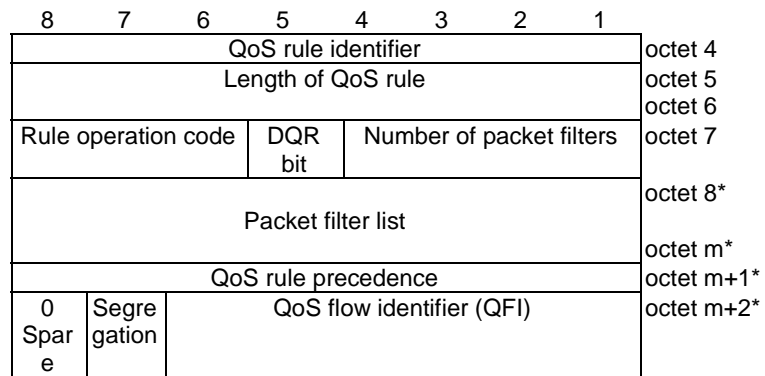 8 7 6 5 4 3 2 1
QoS rule identifier octet 4
Length of QoS rule octet 5
octet 6
Rule operation code DQR Number of packet filters octet 7
bit
octet 8*
Packet filter list
octet m*
QoS rule precedence octet m+1*
0 Segre QoS flow identifier (QFI) octet m+2*
Spar gation
e